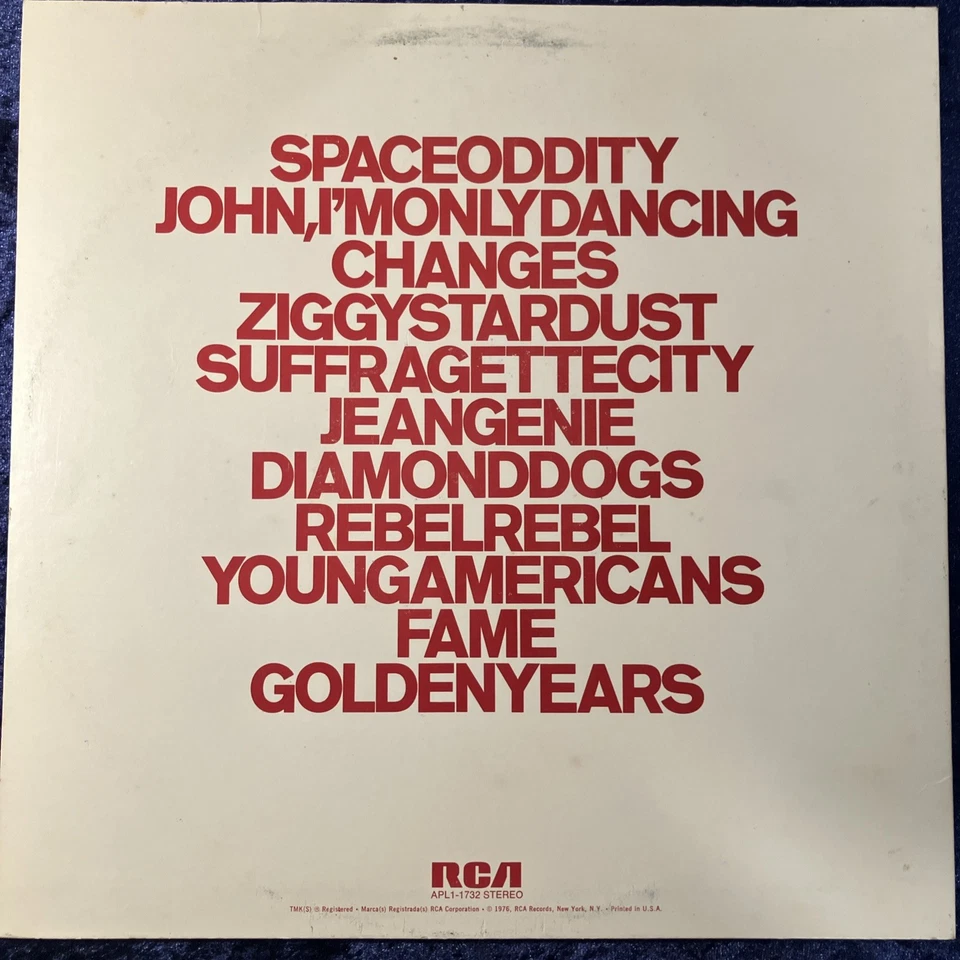 SPACEODDITY
JOHN,I'MONLYDANCING
CHANGES
ZIGGYSTARDUST
SUFFRAGETTECITY
JEANGENIE
DIAMONDDOGS
REBELREBEL
YOUNGAMERICANS
FAME
GOLDENYEARS
RCA
APL1-1732 STEREO
TMK(S) ® Registered • Marca(s) Registrada(s) RCA Corporation • © 1976, RCA Records, New York, N.Y. • Printed in U.S.A.